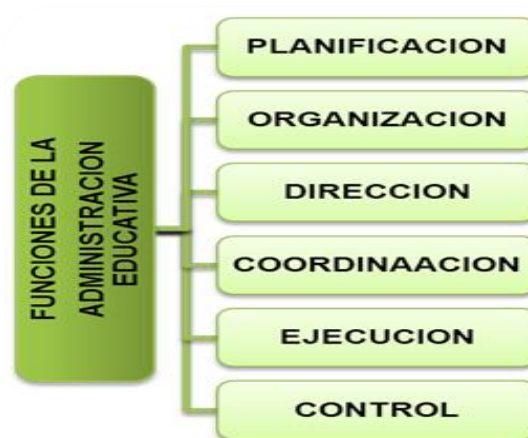 FUNCIONES DE LA
ADMINISTRACION
EDUCATIVA
PLANIFICACION
ORGANIZACION
DIRECCION
COORDINAACION
EJECUCION
CONTROL